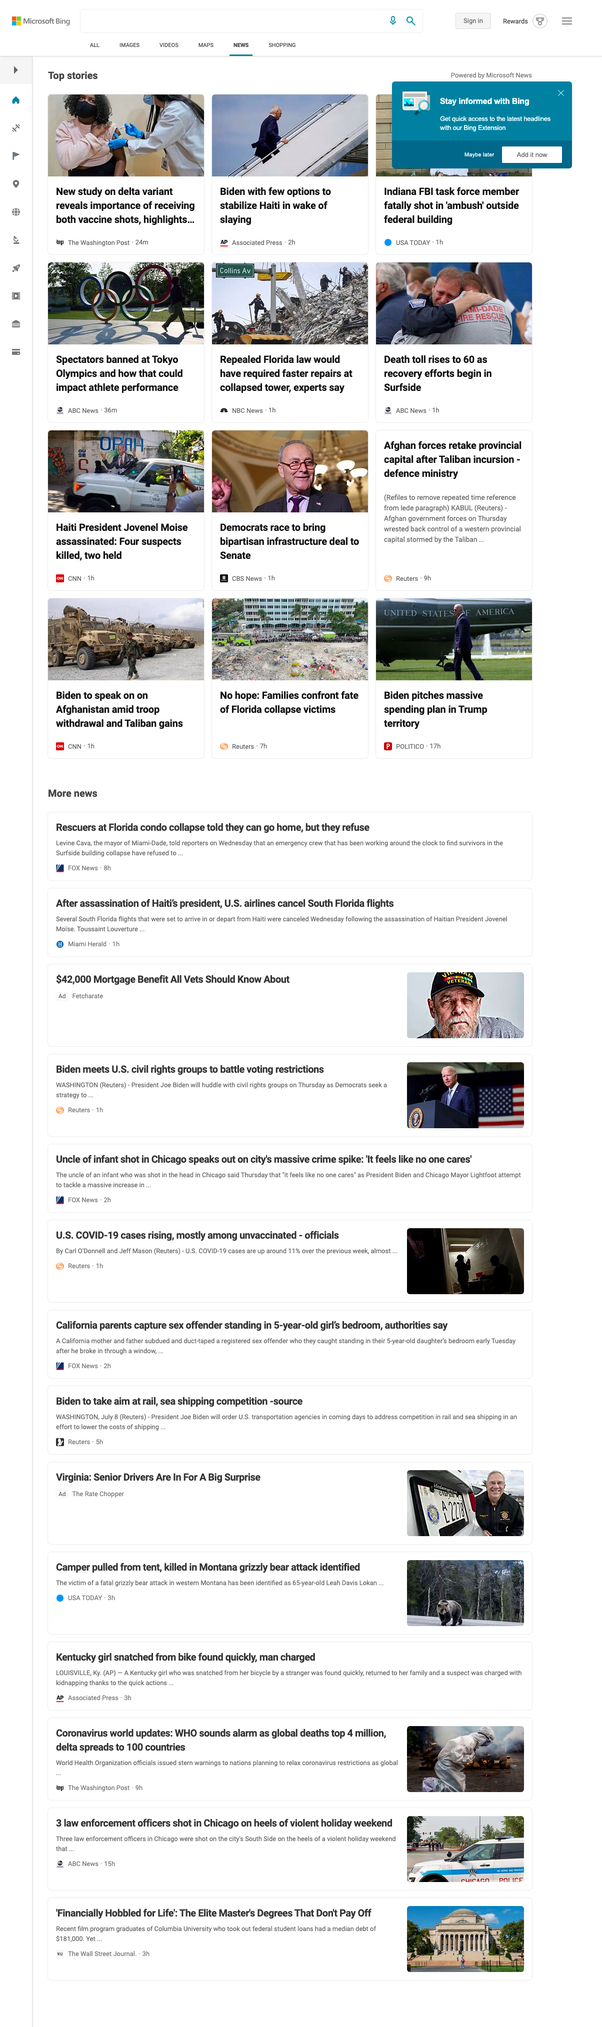 Microsoft Bing
Sign in
Rewards
ALL
IMAGES
VIDEOS
MAPS
NEWS
SHOPPING
Top stories
Powered by Microsoft News
Stay informed with Bing
Get quick access to the latest headlines
with our Bing Extension
Maybe later
Add it now
New study on delta variant
reveals importance of receiving
both vaccine shots, highlights...
The Washington Post · 24m
Biden with few options to
stabilize Haiti in wake of
slaying
AP Associated Press · 2h
Indiana FBI task force member
fatally shot in 'ambush' outside
federal building
USA TODAY · 1h
Spectators banned at Tokyo
Olympics and how that could
impact athlete performance
ABC News · 36m
Collins Av
Repealed Florida law would
have required faster repairs at
collapsed tower, experts say
NBC News · 1h
MI-DADE
RE RESCUE
Death toll rises to 60 as
recovery efforts begin in
Surfside
ABC News · 1h
Haiti President Jovenel Moise
assassinated: Four suspects
killed, two held
CNN · 1h
Democrats race to bring
bipartisan infrastructure deal to
Senate
CBS News · 1h
Afghan forces retake provincial
capital after Taliban incursion -
defence ministry
(Refiles to remove repeated time reference
from lede paragraph) KABUL (Reuters) -
Afghan government forces on Thursday
wrested back control of a western provincial
capital stormed by the Taliban ...
Reuters · 9h
Biden to speak on on
Afghanistan amid troop
withdrawal and Taliban gains
CNN · 1h
No hope: Families confront fate
of Florida collapse victims
Reuters · 7h
UNITED STATES OF AMERICA
Biden pitches massive
spending plan in Trump
territory
POLITICO · 17h
More news
Rescuers at Florida condo collapse told they can go home, but they refuse
Levine Cava, the mayor of Miami-Dade, told reporters on Wednesday that an emergency crew that has been working around the clock to find survivors in the
Surfside building collapse have refused to ...
FOX News · 8h
After assassination of Haiti's president, U.S. airlines cancel South Florida flights
Several South Florida flights that were set to arrive in or depart from Haiti were canceled Wednesday following the assassination of Haitian President Jovenel
Moïse. Toussaint Louverture ...
Miami Herald · 1h
$42,000 Mortgage Benefit All Vets Should Know About
Ad Fetcharate
VETERAN
Biden meets U.S. civil rights groups to battle voting restrictions
WASHINGTON (Reuters) - President Joe Biden will huddle with civil rights groups on Thursday as Democrats seek a
strategy to ...
Reuters · 1h
Uncle of infant shot in Chicago speaks out on city's massive crime spike: 'It feels like no one cares'
The uncle of an infant who was shot in the head in Chicago said Thursday that "it feels like no one cares" as President Biden and Chicago Mayor Lightfoot attempt
to tackle a massive increase in ...
FOX News · 2h
U.S. COVID-19 cases rising, mostly among unvaccinated - officials
By Carl O'Donnell and Jeff Mason (Reuters) - U.S. COVID-19 cases are up around 11% over the previous week, almost ...
Reuters · 1h
California parents capture sex offender standing in 5-year-old girl's bedroom, authorities say
A California mother and father subdued and duct-taped a registered sex offender who they caught standing in their 5-year-old daughter's bedroom early Tuesday
after he broke in through a window, ...
FOX News · 2h
Biden to take aim at rail, sea shipping competition -source
WASHINGTON, July 8 (Reuters) - President Joe Biden will order U.S. transportation agencies in coming days to address competition in rail and sea shipping in an
effort to lower the costs of shipping ...
Reuters · 5h
Virginia: Senior Drivers Are In For A Big Surprise
Ad The Rate Chopper
Camper pulled from tent, killed in Montana grizzly bear attack identified
The victim of a fatal grizzly bear attack in western Montana has been identified as 65-year-old Leah Davis Lokan ...
USA TODAY · 3h
Kentucky girl snatched from bike found quickly, man charged
LOUISVILLE, Ky. (AP) — A Kentucky girl who was snatched from her bicycle by a stranger was found quickly, returned to her family and a suspect was charged with
kidnapping thanks to the quick actions ...
AP Associated Press · 3h
Coronavirus world updates: WHO sounds alarm as global deaths top 4 million,
delta spreads to 100 countries
World Health Organization officials issued stern warnings to nations planning to relax coronavirus restrictions as global
...
wp The Washington Post · 9h
3 law enforcement officers shot in Chicago on heels of violent holiday weekend
Three law enforcement officers in Chicago were shot on the city's South Side on the heels of a violent holiday weekend
that ...
ABC News · 15h
CHICAGO POLICE
'Financially Hobbled for Life': The Elite Master's Degrees That Don't Pay Off
Recent film program graduates of Columbia University who took out federal student loans had a median debt of
$181,000. Yet ...
The Wall Street Journal. · 3h